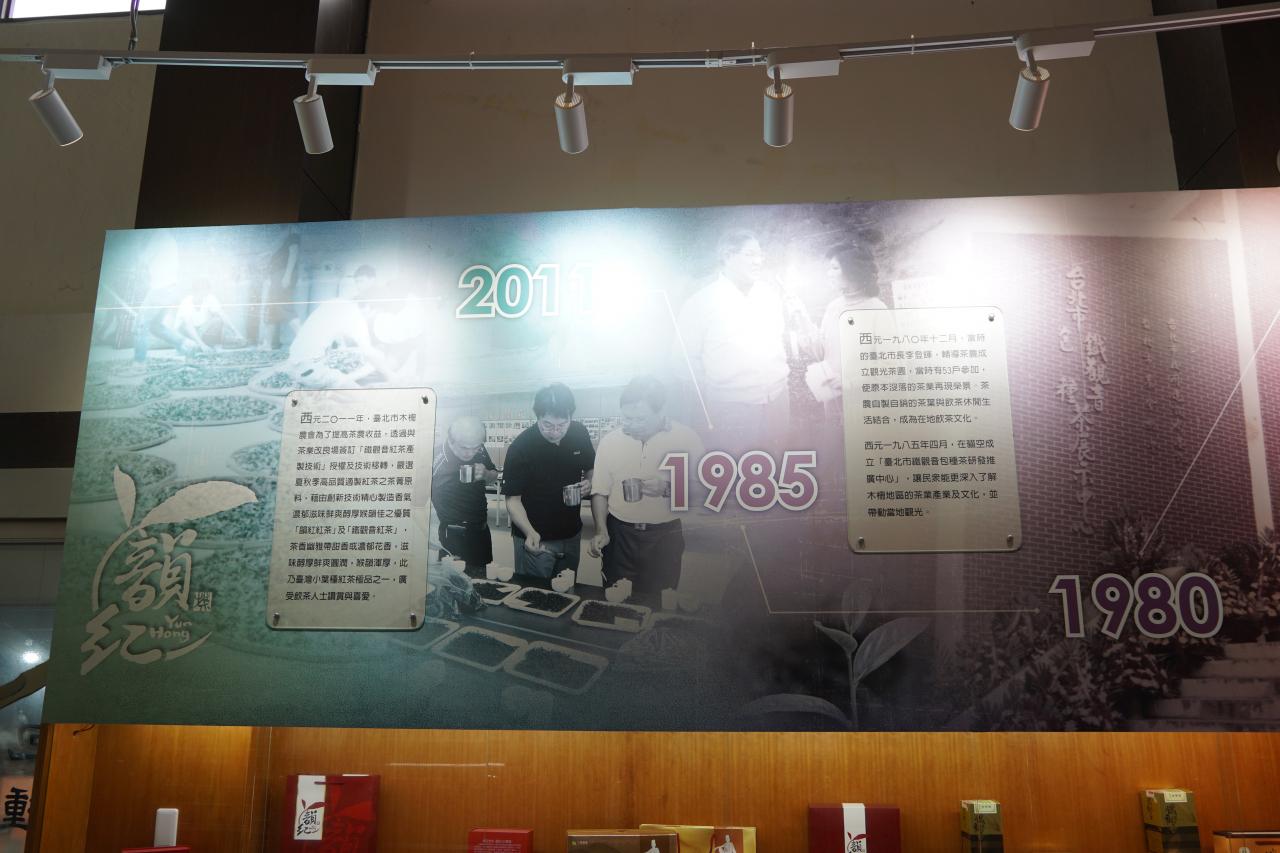 2011
西元二○一一年，臺北市木柵
農會為了提高茶農收益，透過與
茶業改良場簽訂「鐵觀音紅茶產
製技術」授權及技術移轉，嚴選
夏秋季高品質適製紅茶之茶菁原
料，藉由創新技術精心製造香氣
濃郁滋味鮮爽醇厚喉韻佳之優質
「韻紅紅茶」及「鐵觀音紅茶」，
茶香幽雅帶甜香或濃郁花香，滋
味醇厚鮮爽圓潤，喉韻渾厚，此
乃臺灣小葉種紅茶極品之一，廣
受飲茶人士讚賞與喜愛。
韻紅
Yun
Hong
1985
西元一九八○年十二月，當時
的臺北市長李登輝，輔導茶農成
立觀光茶園，當時有53戶參加，
使原本沒落的茶業再現榮景，茶
農自製自銷的茶葉與飲茶休閒生
活結合，成為在地飲茶文化。
西元一九八五年四月，在貓空成
立「臺北市鐵觀音包種茶研發推
廣中心」，讓民眾能更深入了解
木柵地區的茶業產業及文化，並
帶動當地觀光。
1980
台北市鐵觀音
包種茶
韻紅
韻紅